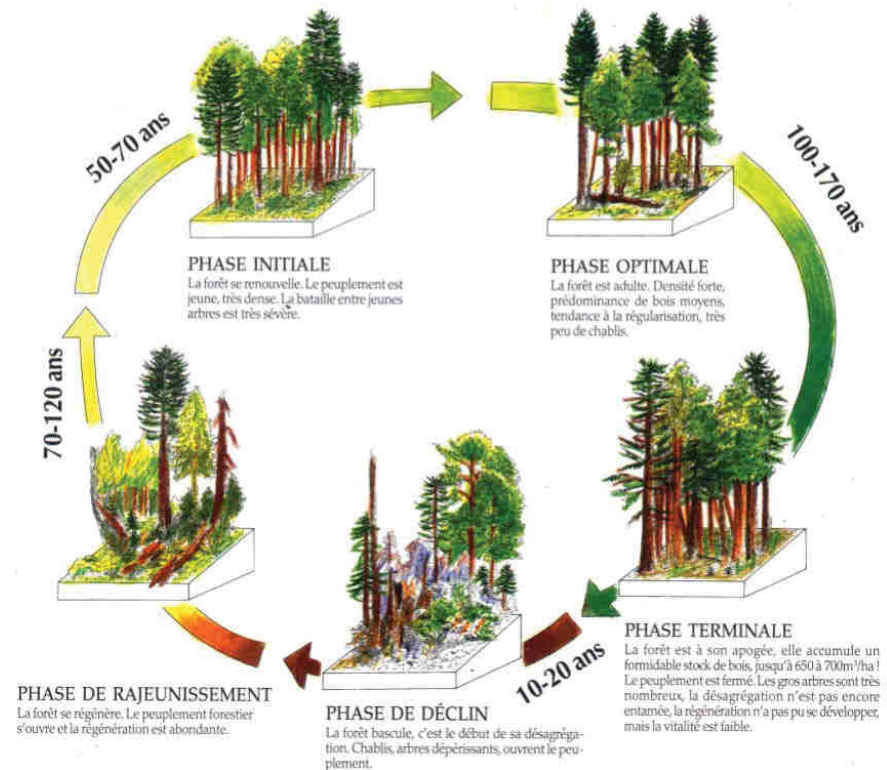 50-70 ans
PHASE INITIALE
La forêt se renouvelle. Le peuplement est
jeune, très dense. La bataille entre jeunes
arbres est très sévère.
100-170 ans
PHASE OPTIMALE
La forêt est adulte. Densité forte,
prédominance de bois moyens,
tendance à la régularisation, très
peu de chablis.
70-120 ans
PHASE TERMINALE
La forêt est à son apogée, elle accumule un
formidable stock de bois, jusqu'à 650 à 700m³/ha !
Le peuplement est fermé. Les gros arbres sont très
nombreux, la désagrégation n'est pas encore
entamée, la régénération n'a pas pu se développer,
mais la vitalité est faible.
10-20 ans
PHASE DE DÉCLIN
La forêt bascule, c'est le début de sa désagréga-
tion. Chablis, arbres dépérissants, ouvrent le peu-
plement.
PHASE DE RAJEUNISSEMENT
La forêt se régénère. Le peuplement forestier
s'ouvre et la régénération est abondante.